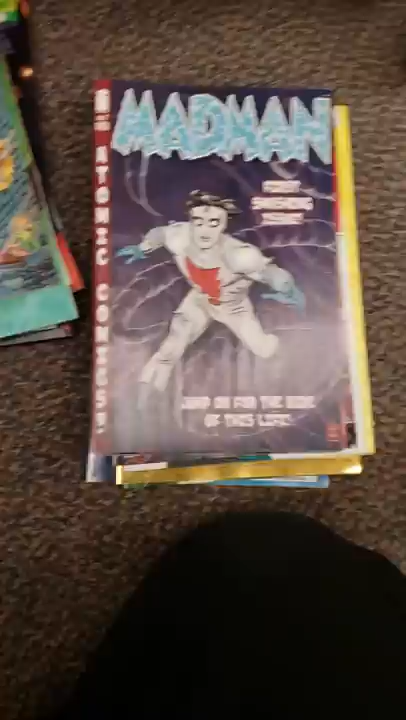 MADMAN
ATOMIC COMICS!
FIRST
SMASHING
ISSUE!
JUMP ON FOR THE RIDE
OF THIS LIFE!